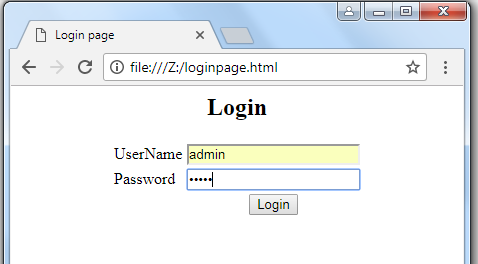 Login page
file:///Z:/loginpage.html
Login
UserName admin
Password •••••
Login